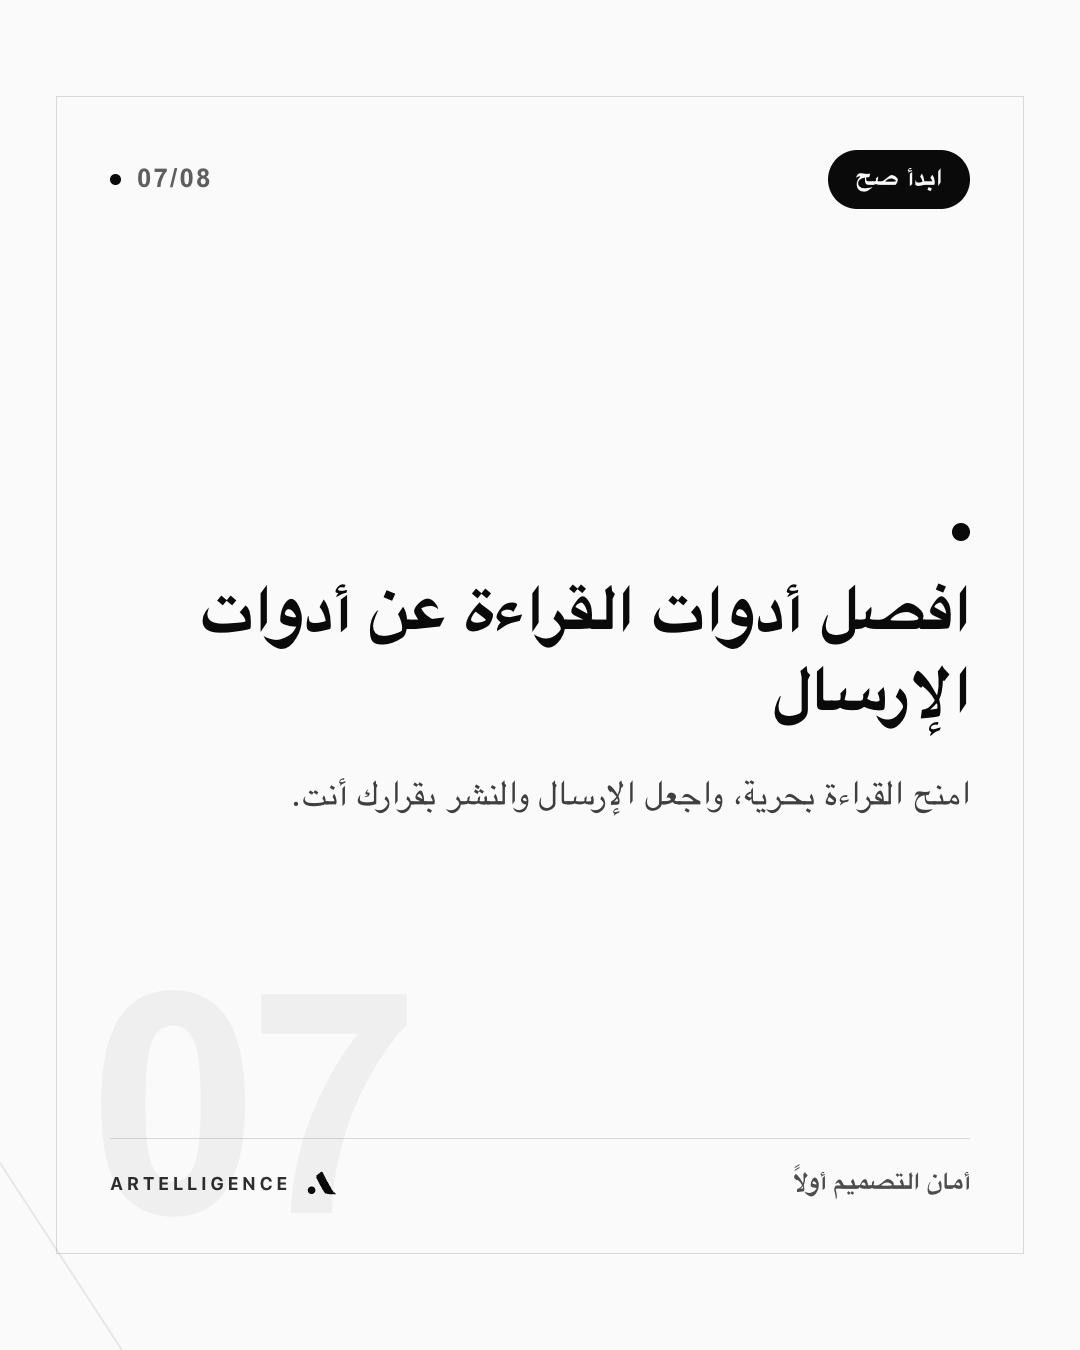 ابدأ صح
07/08
افصل أدوات القراءة عن أدوات
الإرسال
امنح القراءة بحرية، واجعل الإرسال والنشر بقرارك أنت.
07
أمان التصميم أولاً
ARTELLIGENCE